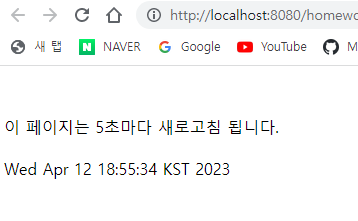 http://localhost:8080/homewo
새 탭 NAVER Google YouTube M
이 페이지는 5초마다 새로고침 됩니다.
Wed Apr 12 18:55:34 KST 2023